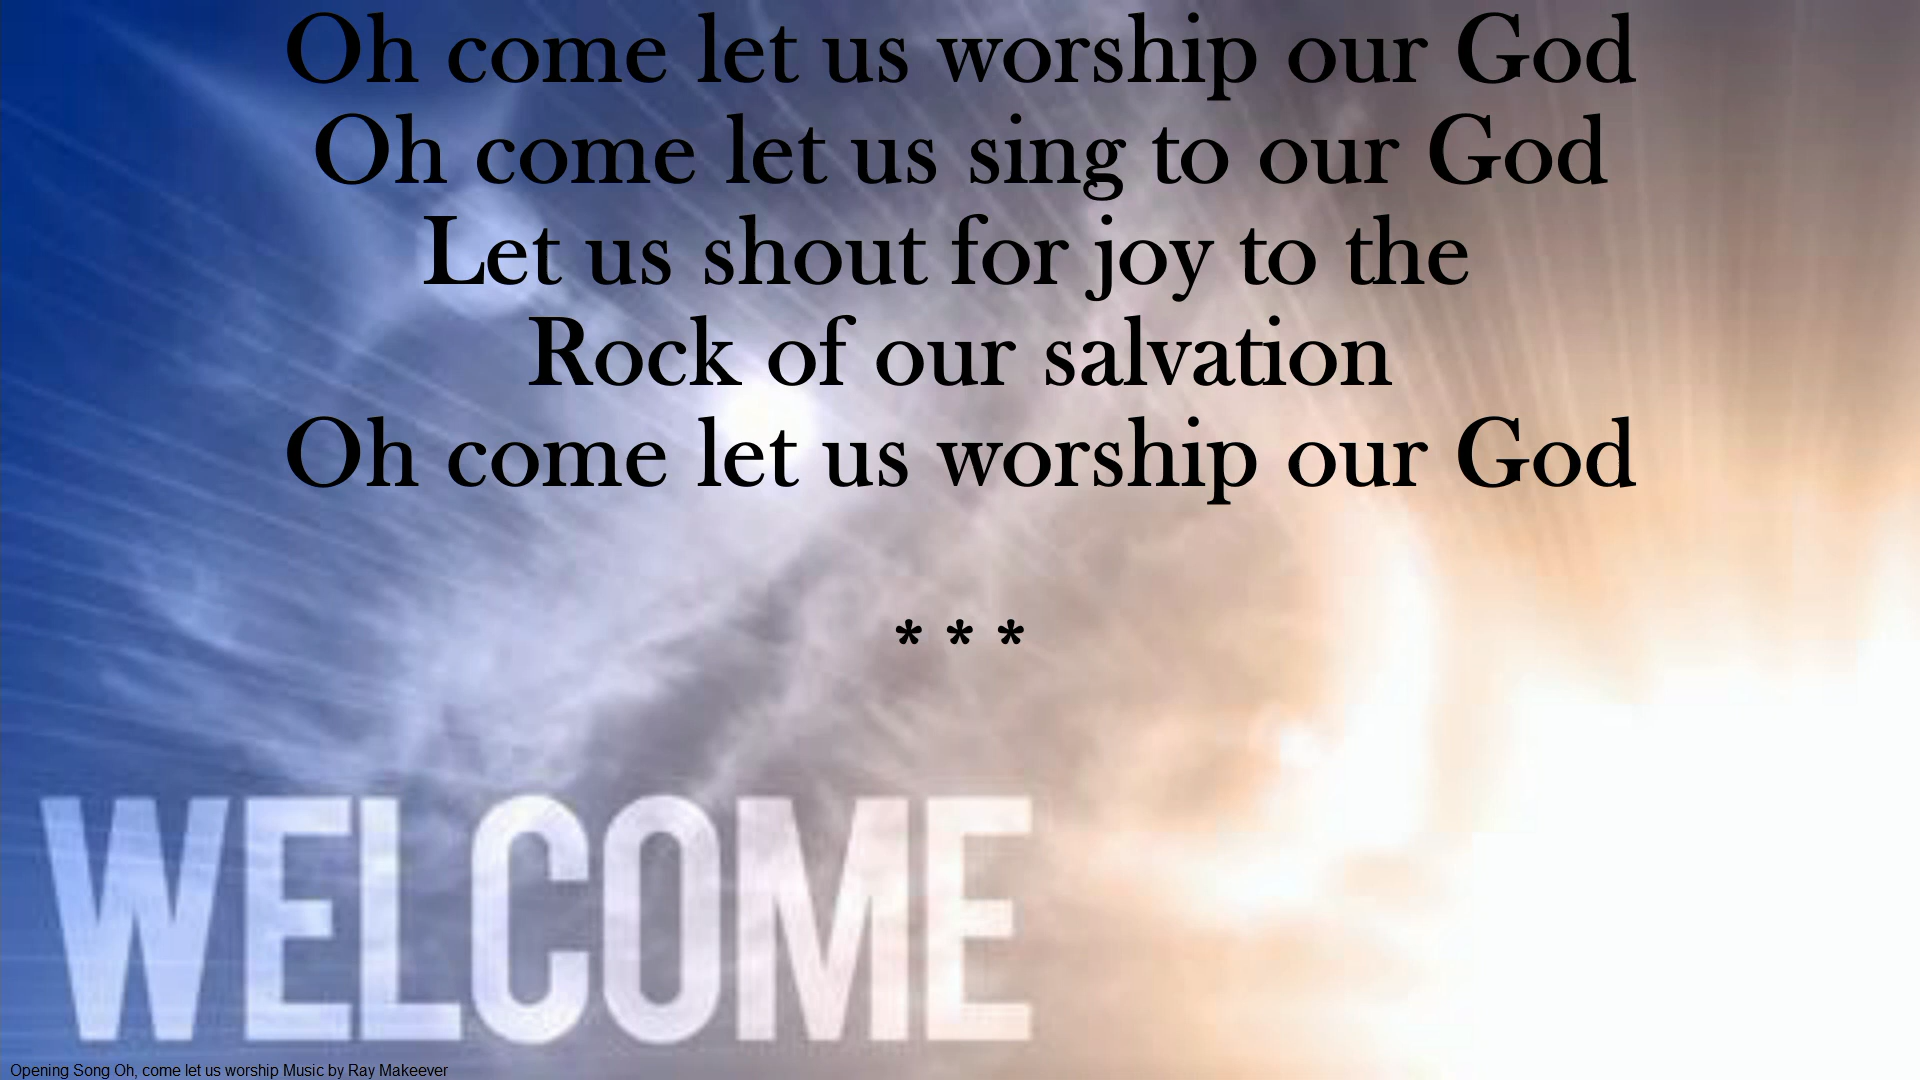 Oh come let us worship our God
Oh come let us sing to our God
Let us shout for joy to the
Rock of our salvation
Oh come let us worship our God
* * *
WELCOME
Opening Song Oh, come let us worship Music by Ray Makeever